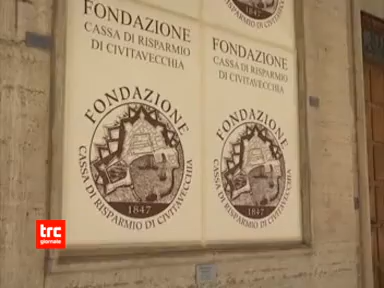 FONDAZIONE
CASSA DI RISPARMIO
DI CIVITAVECCHIA
FONDAZIONE
CASSA DI RISPARMIO
DI CIVITAVECCHIA
FONDAZIONE
CASSA DI RISPARMIO DI CIVITAVECCHIA
1847
FONDAZIONE
CASSA DI RISPARMIO DI CIVITAVECCHIA
1847
1847
trc
giornale